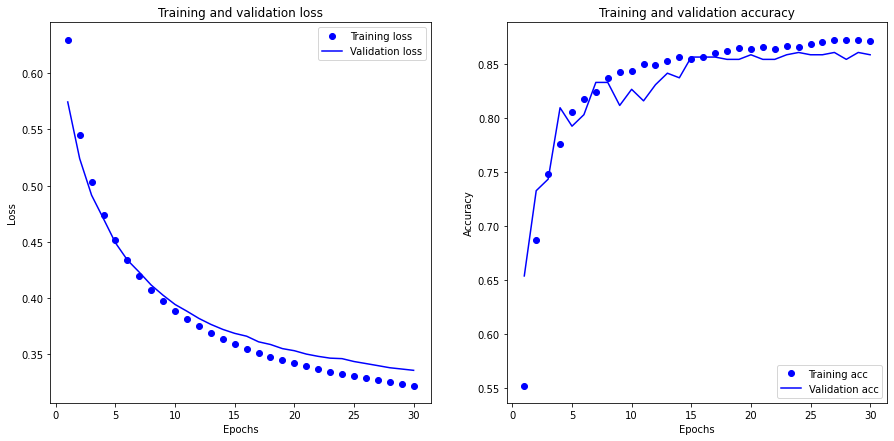 Training and validation loss
Training loss
Validation loss
0.60
0.55
0.50
0.45
0.40
0.35
Loss
0
5
10
15
20
25
30
Epochs
Training and validation accuracy
0.85
0.80
0.75
0.70
0.65
0.60
0.55
Accuracy
Training acc
Validation acc
0
5
10
15
20
25
30
Epochs